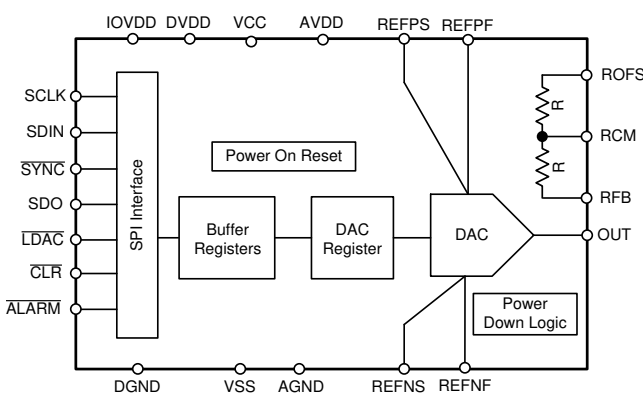 IOVDD DVDD VCC AVDD REFPS REFPF
SCLK
SDIN
SYNC
SDO
LDAC
CLR
ALARM
SPI Interface
Power On Reset
Buffer
Registers
DAC
Register
DAC
Power
Down Logic
R
R
ROFS
RCM
RFB
OUT
DGND VSS AGND REFNS REFNF